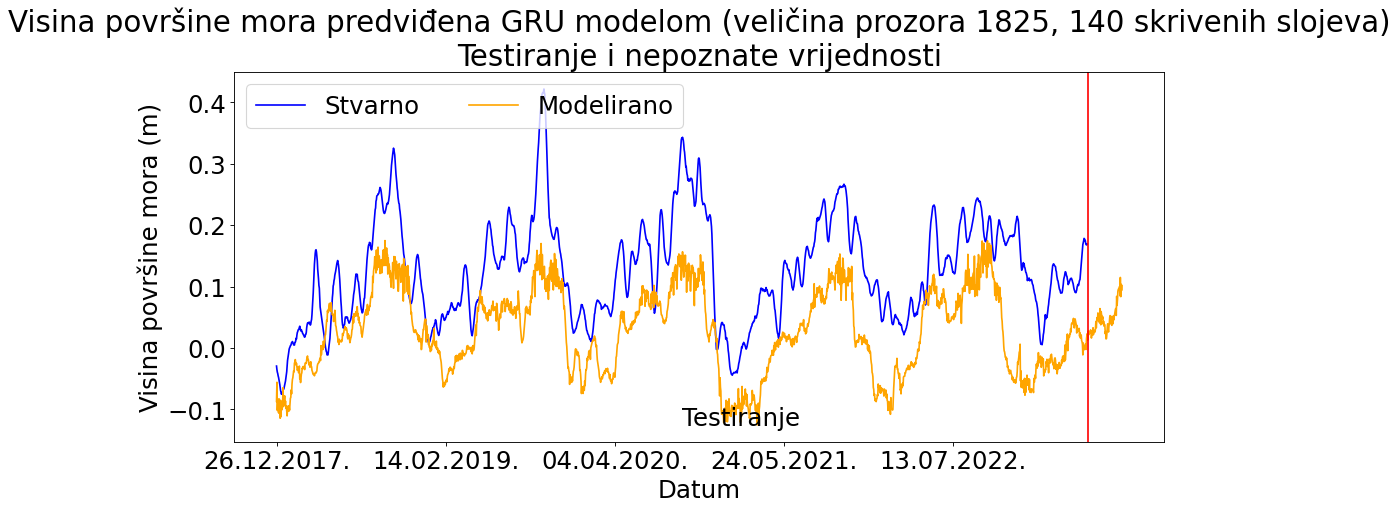 Visina površine mora predviđena GRU modelom (veličina prozora 1825, 140 skrivenih slojeva)
Testiranje i nepoznate vrijednosti
Stvarno Modelirano
Visina površine mora (m)
0.4
0.3
0.2
0.1
0.0
−0.1
Testiranje
26.12.2017. 14.02.2019. 04.04.2020. 24.05.2021. 13.07.2022.
Datum